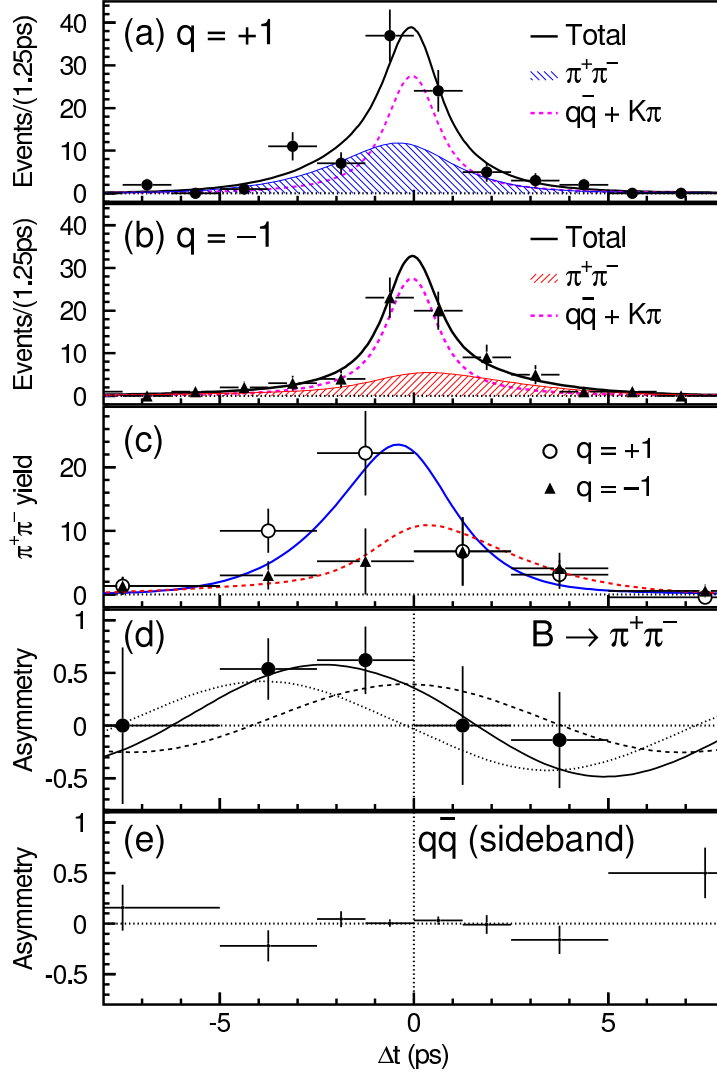 (a) q = +1
Total
π⁺π⁻
qq̄ + Kπ
Events/(1.25ps)
40
30
20
10
0
(b) q = −1
Total
π⁺π⁻
qq̄ + Kπ
Events/(1.25ps)
40
30
20
10
0
(c)
q = +1
q = −1
π⁺π⁻ yield
20
10
0
(d)
B → π⁺π⁻
Asymmetry
1
0.5
0
-0.5
(e)
qq̄ (sideband)
Asymmetry
1
0.5
0
-0.5
-5 0 5
Δt (ps)